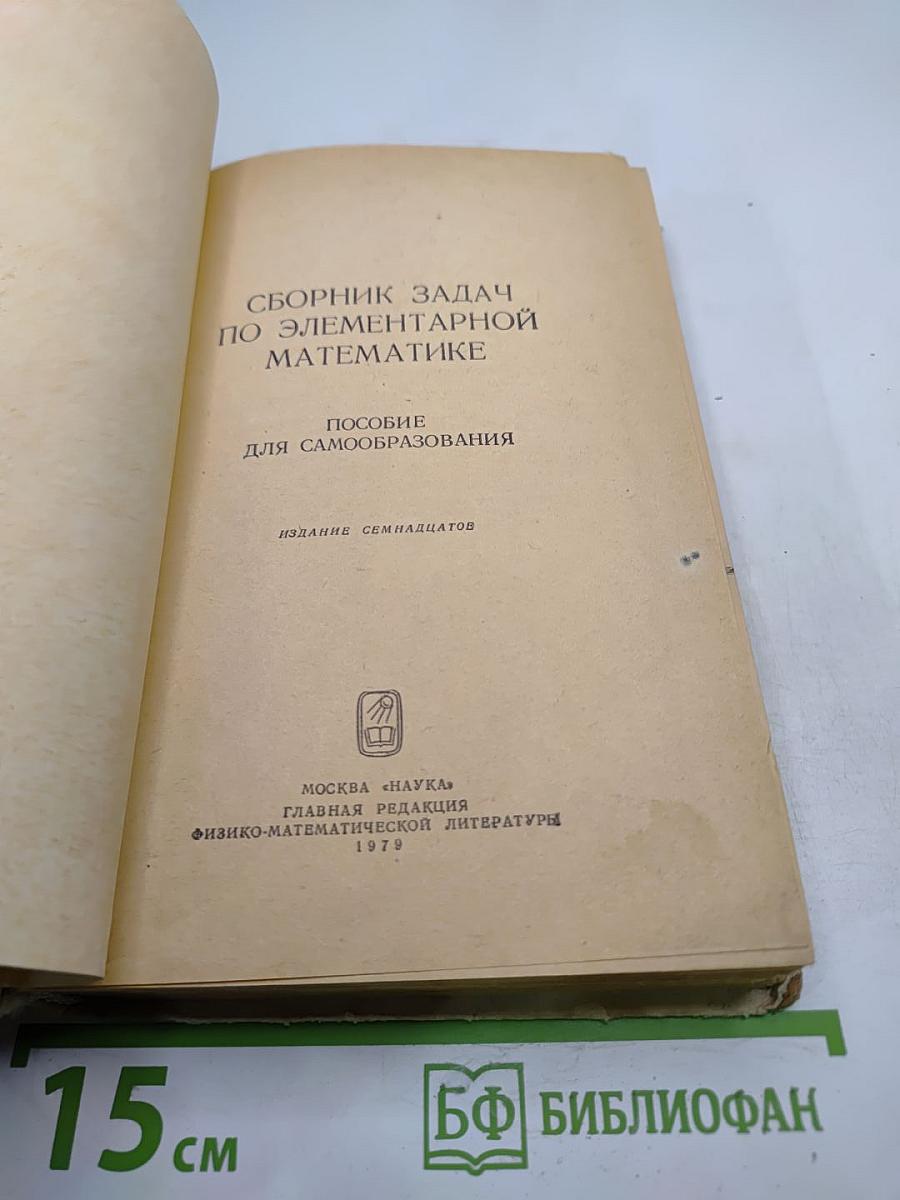 СБОРНИК ЗАДАЧ
ПО ЭЛЕМЕНТАРНОЙ
МАТЕМАТИКЕ
ПОСОБИЕ
ДЛЯ САМООБРАЗОВАНИЯ
ИЗДАНИЕ СЕМНАДЦАТОЕ
МОСКВА «НАУКА»
ГЛАВНАЯ РЕДАКЦИЯ
ФИЗИКО-МАТЕМАТИЧЕСКОЙ ЛИТЕРАТУРЫ
1979
15 см
БФ БИБЛИОФАН